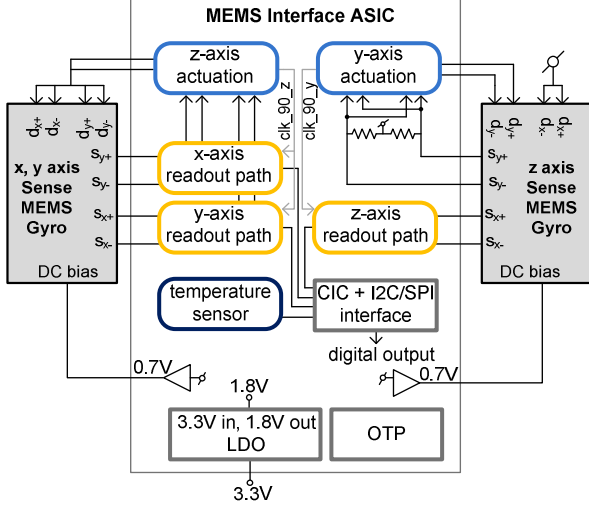 MEMS Interface ASIC
z-axis
actuation
y-axis
actuation
clk_90_z
clk_90_y
dx+
dx-
dy+
dy-
x, y axis
Sense
MEMS
Gyro
sy+
sy-
sx+
sx-
DC bias
x-axis
readout path
y-axis
readout path
z-axis
readout path
dy-
dy+
dx-
dx+
sy+
sy-
sx+
sx-
z axis
Sense
MEMS
Gyro
DC bias
temperature
sensor
CIC + I2C/SPI
interface
digital output
0.7V
0.7V
1.8V
3.3V in, 1.8V out
LDO
OTP
3.3V